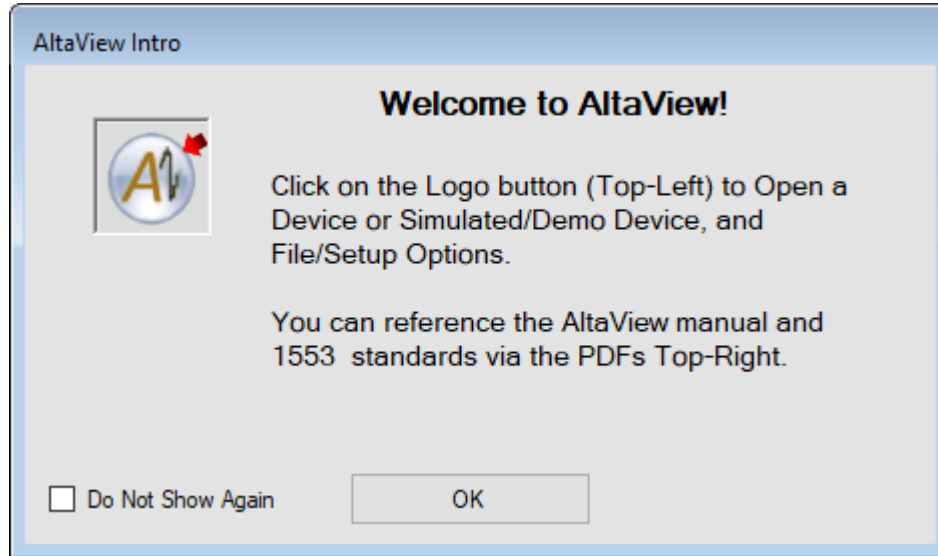 AltaView Intro
Welcome to AltaView!
Click on the Logo button (Top-Left) to Open a
Device or Simulated/Demo Device, and
File/Setup Options.
You can reference the AltaView manual and
1553  standards via the PDFs Top-Right.
Do Not Show Again
OK